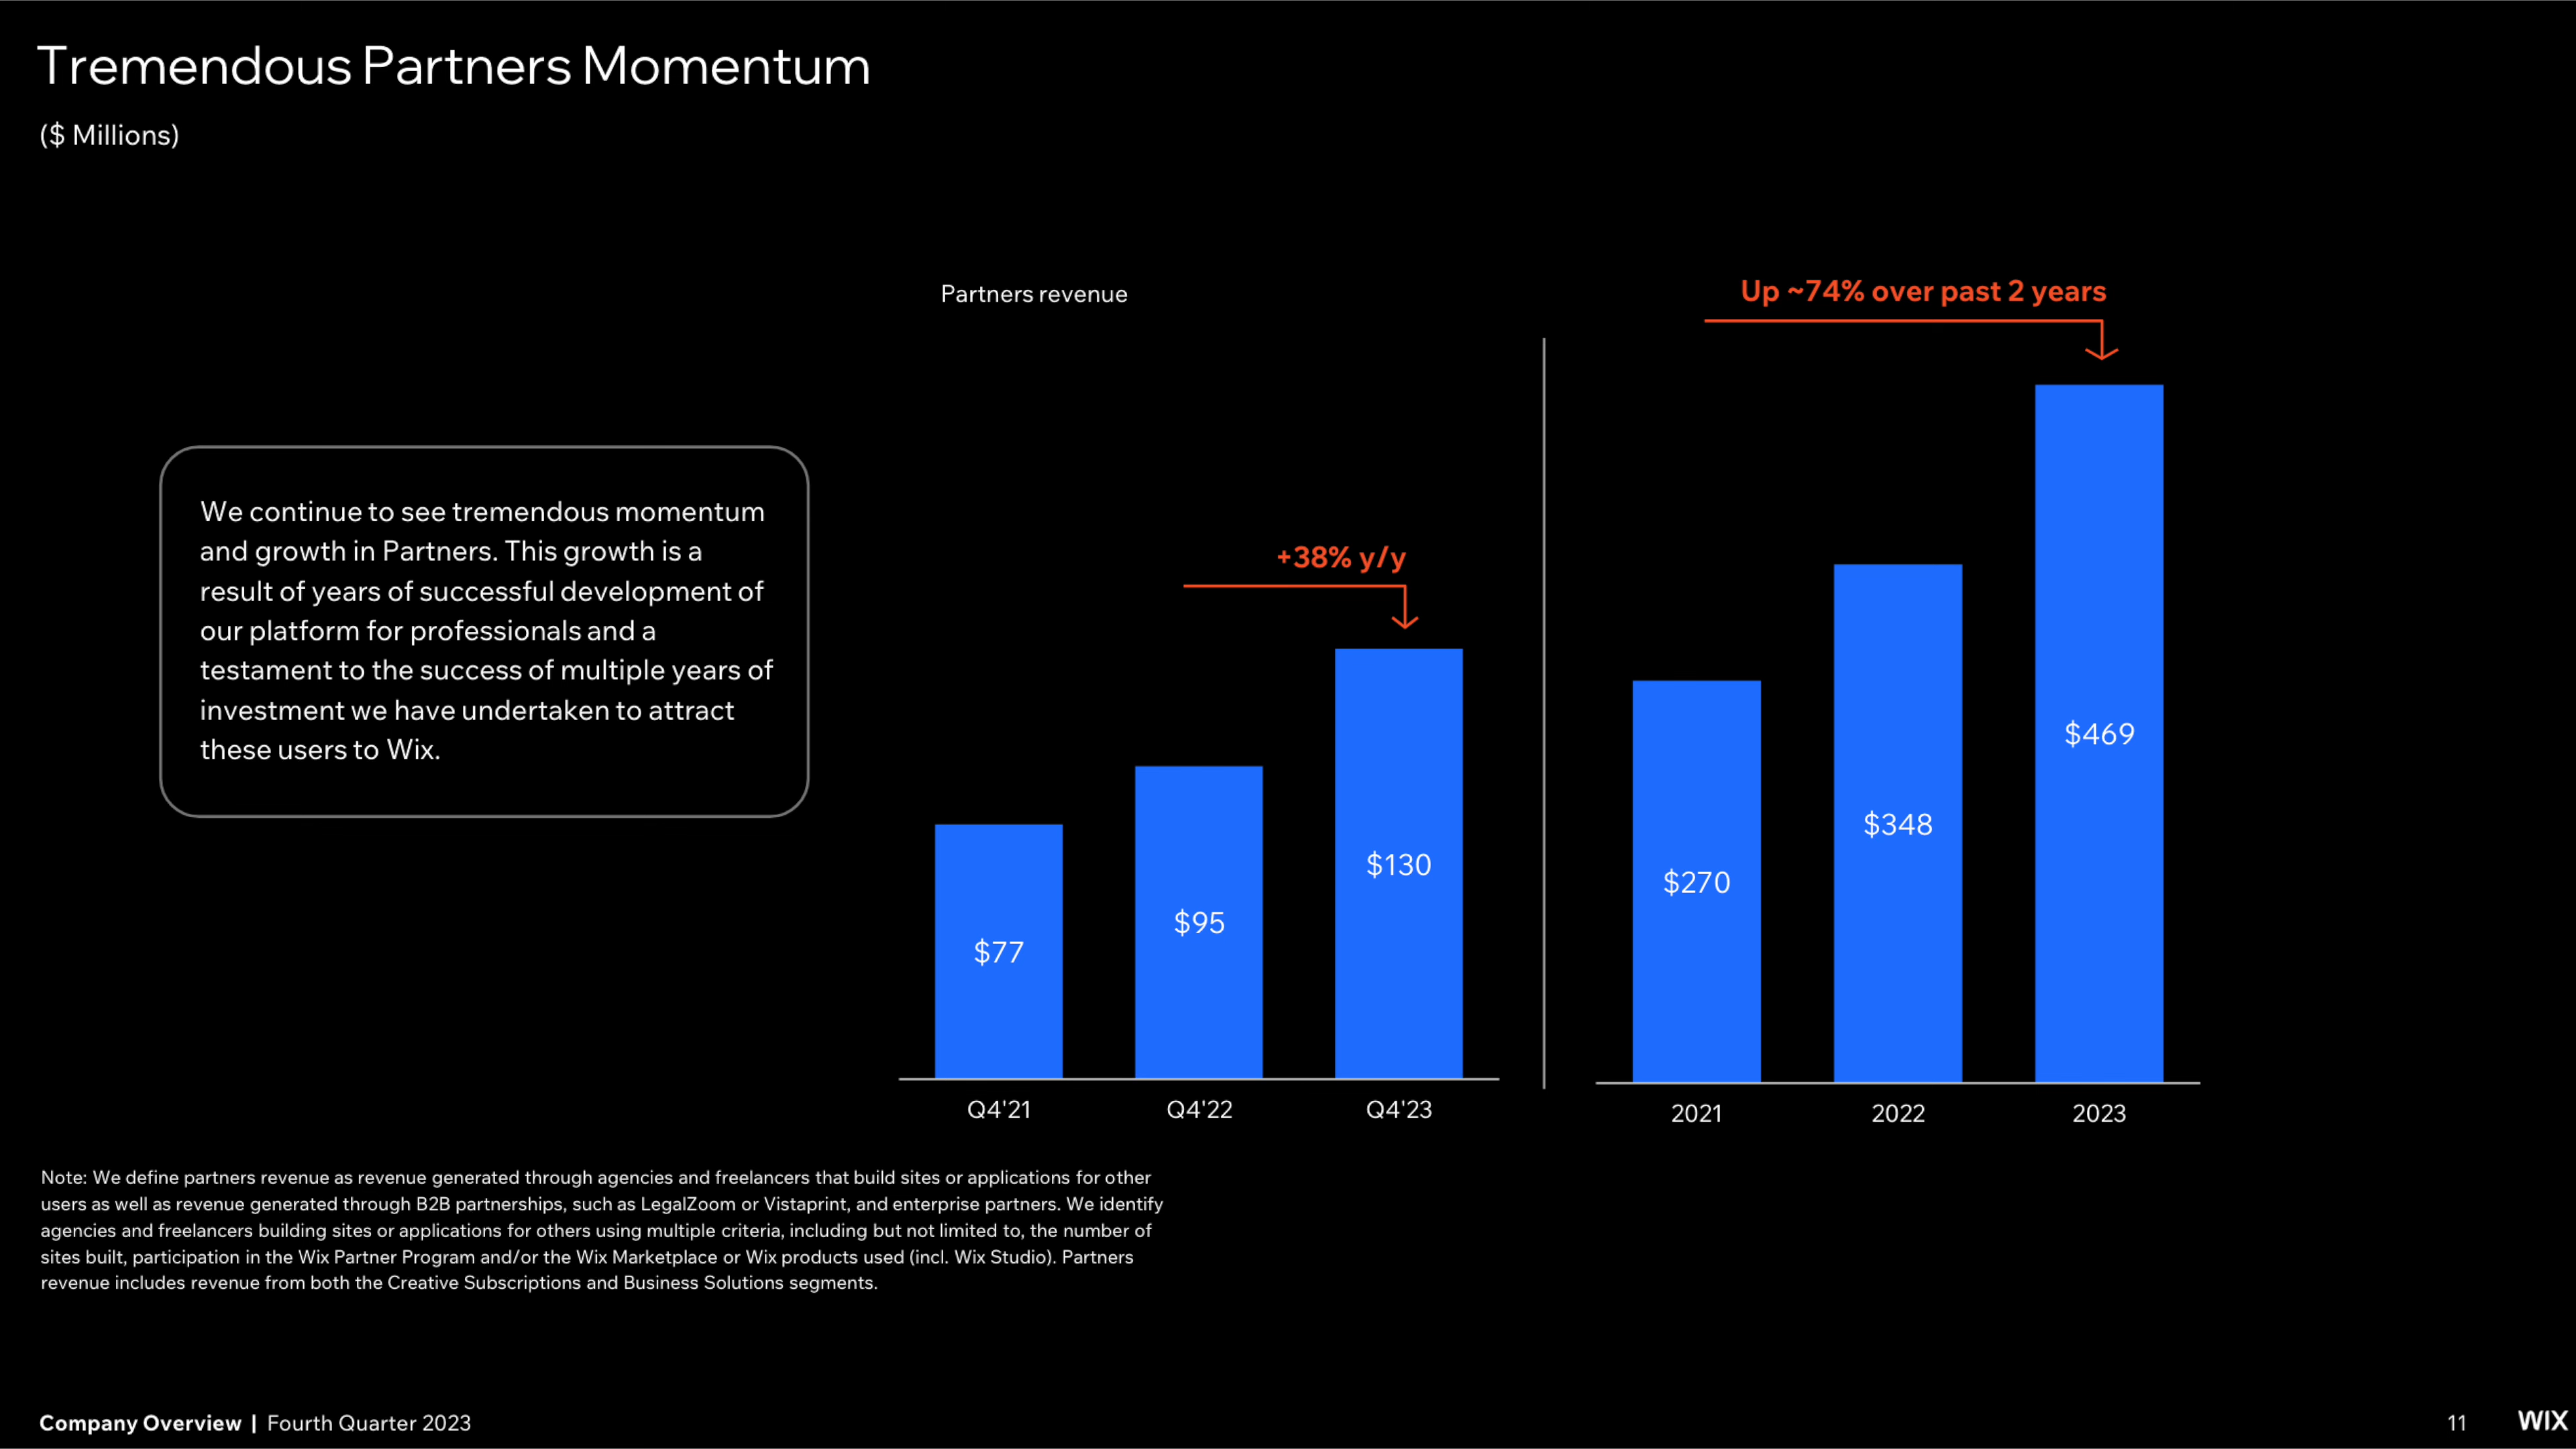 Tremendous Partners Momentum
($ Millions)
Partners revenue
Up ~74% over past 2 years
We continue to see tremendous momentum
and growth in Partners. This growth is a
result of years of successful development of
our platform for professionals and a
testament to the success of multiple years of
investment we have undertaken to attract
these users to Wix.
+38% y/y
$77
$95
$130
Q4'21
Q4'22
Q4'23
$270
$348
$469
2021
2022
2023
Note: We define partners revenue as revenue generated through agencies and freelancers that build sites or applications for other
users as well as revenue generated through B2B partnerships, such as LegalZoom or Vistaprint, and enterprise partners. We identify
agencies and freelancers building sites or applications for others using multiple criteria, including but not limited to, the number of
sites built, participation in the Wix Partner Program and/or the Wix Marketplace or Wix products used (incl. Wix Studio). Partners
revenue includes revenue from both the Creative Subscriptions and Business Solutions segments.
Company Overview | Fourth Quarter 2023
11
WIX